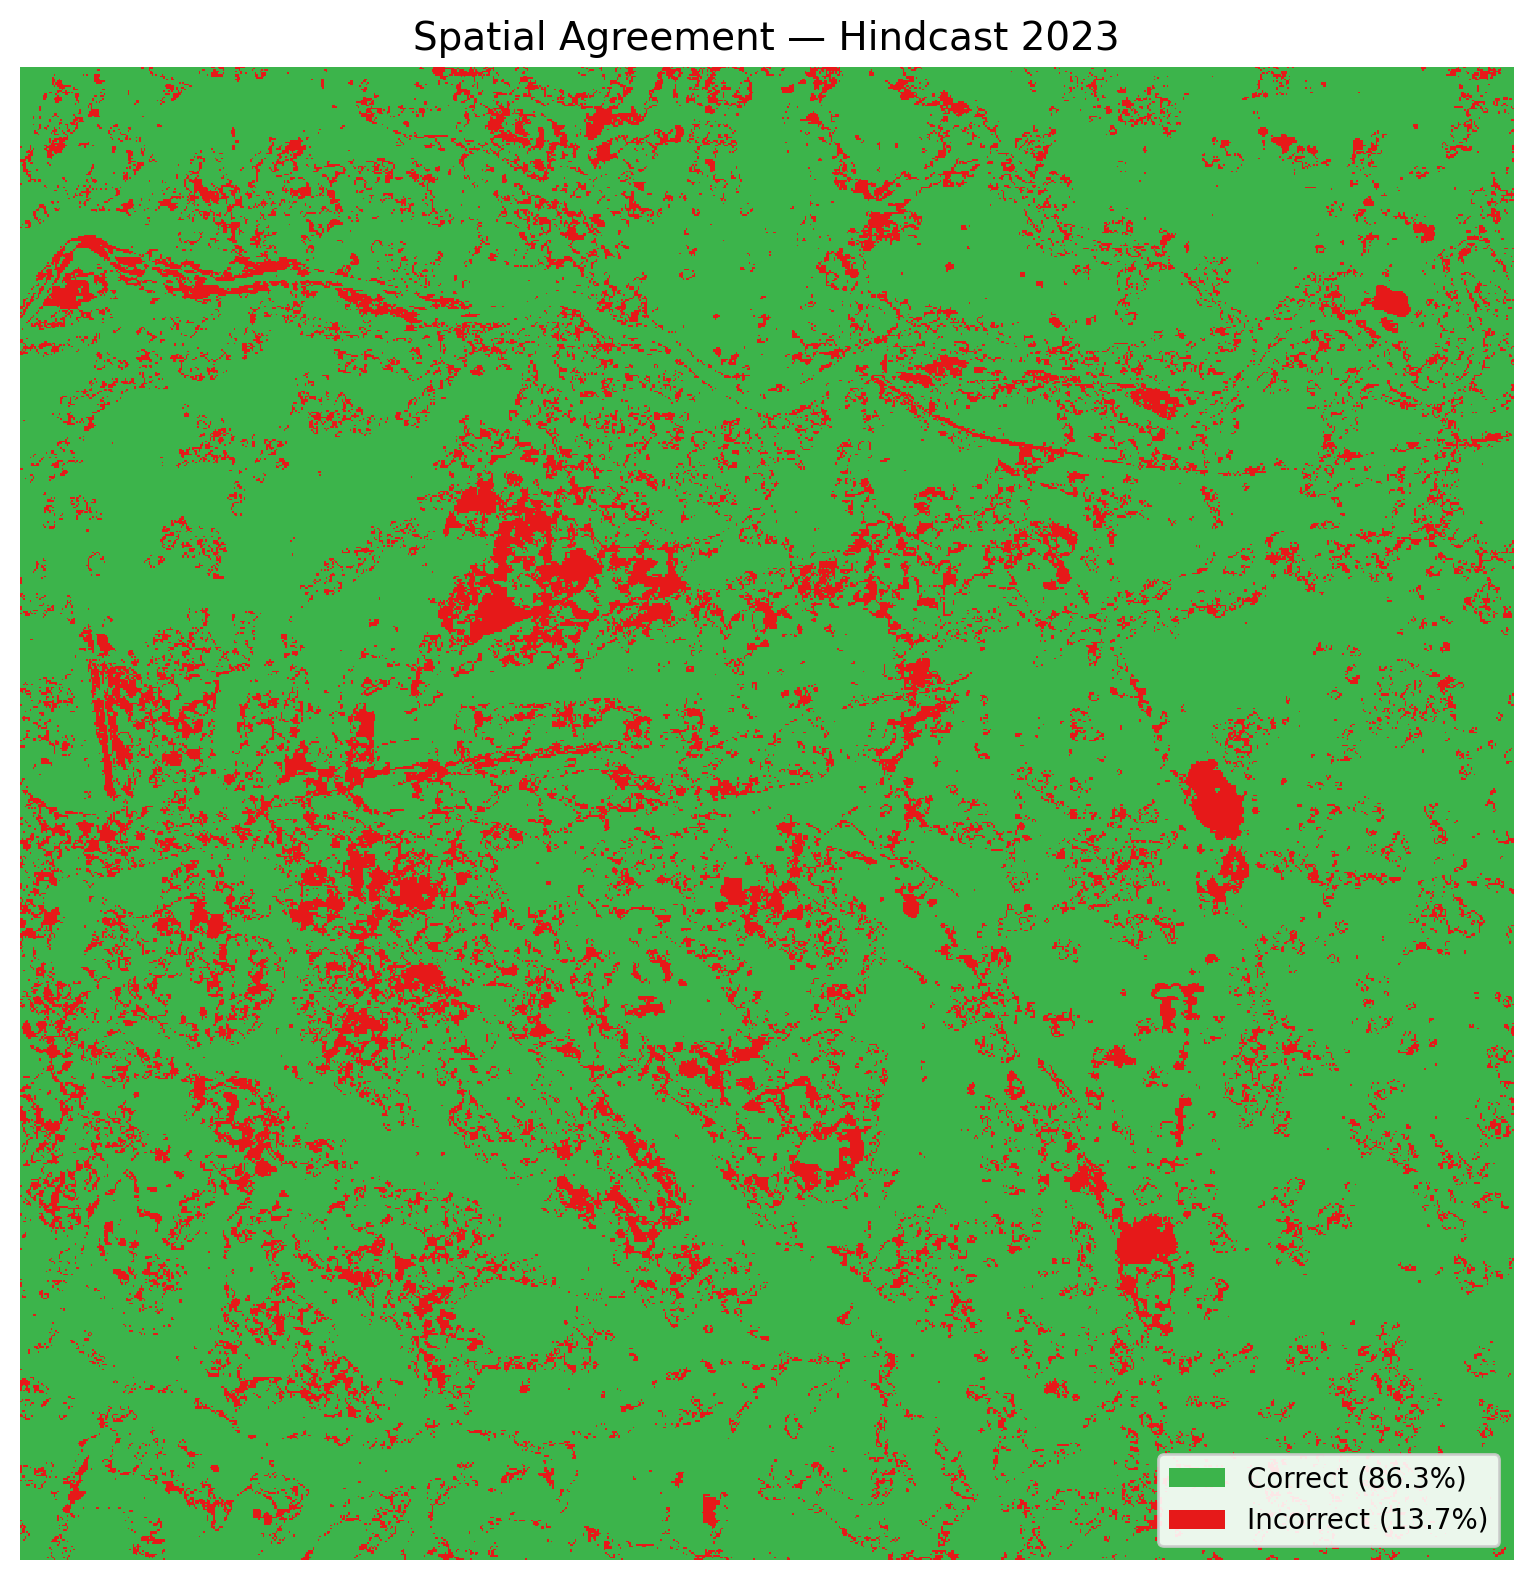 Spatial Agreement — Hindcast 2023
Correct (86.3%)
Incorrect (13.7%)